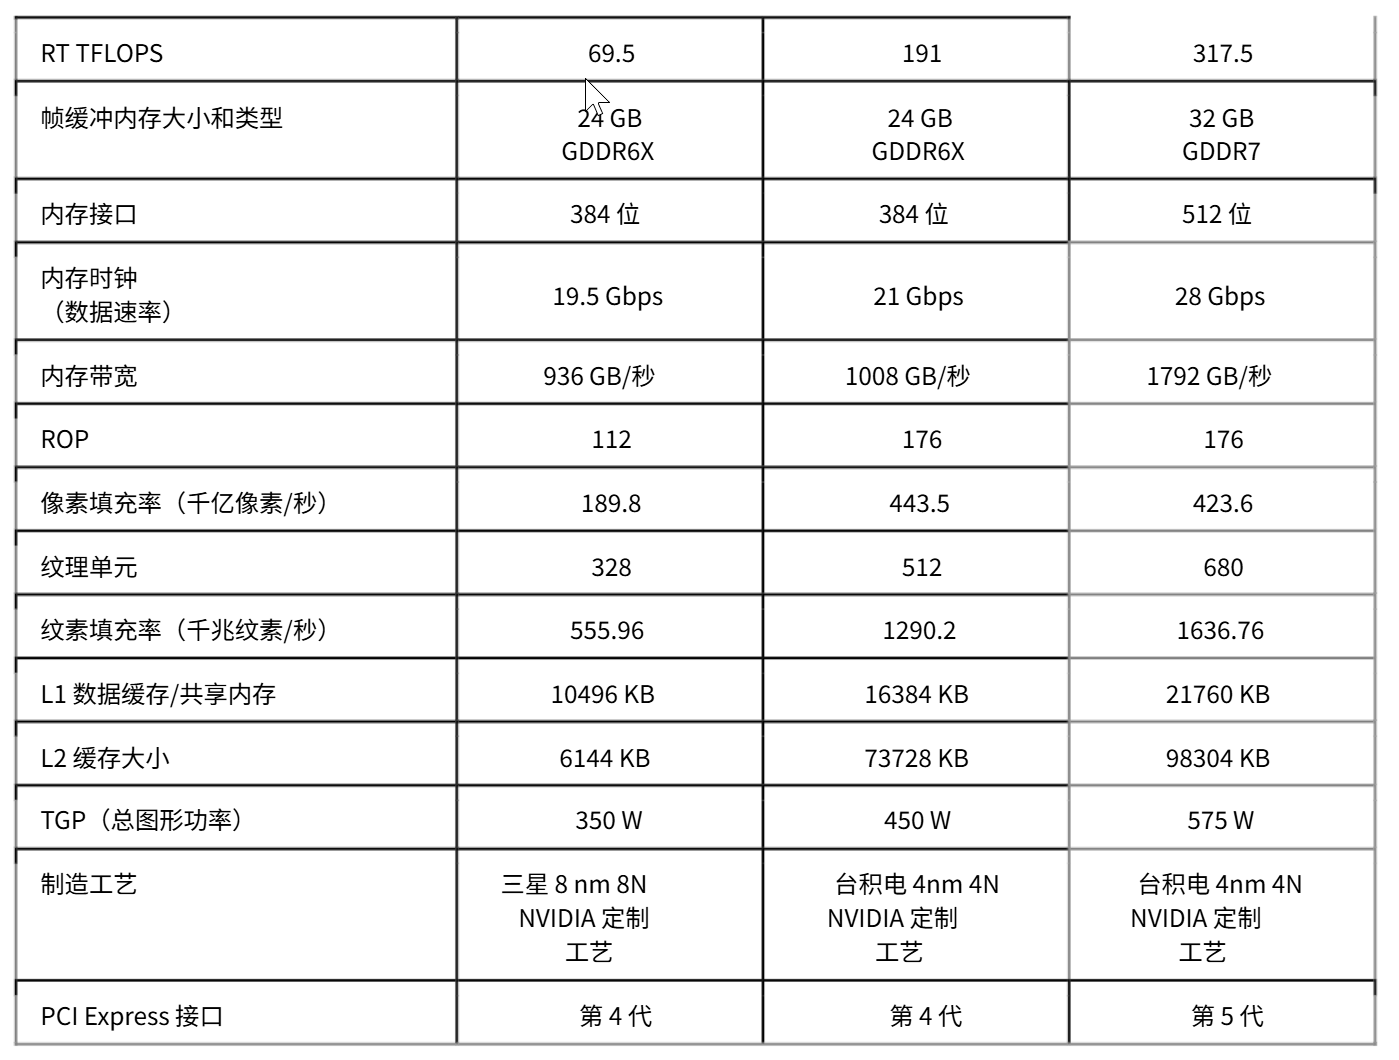 RT TFLOPS 69.5 191 317.5
帧缓冲内存大小和类型 24 GB 24 GB 32 GB
GDDR6X GDDR6X GDDR7
内存接口 384 位 384 位 512 位
内存时钟
（数据速率） 19.5 Gbps 21 Gbps 28 Gbps
内存带宽 936 GB/秒 1008 GB/秒 1792 GB/秒
ROP 112 176 176
像素填充率（千亿像素/秒） 189.8 443.5 423.6
纹理单元 328 512 680
纹素填充率（千兆纹素/秒） 555.96 1290.2 1636.76
L1 数据缓存/共享内存 10496 KB 16384 KB 21760 KB
L2 缓存大小 6144 KB 73728 KB 98304 KB
TGP（总图形功率） 350 W 450 W 575 W
制造工艺 三星 8 nm 8N 台积电 4nm 4N 台积电 4nm 4N
NVIDIA 定制 NVIDIA 定制 NVIDIA 定制
工艺 工艺 工艺
PCI Express 接口 第 4 代 第 4 代 第 5 代